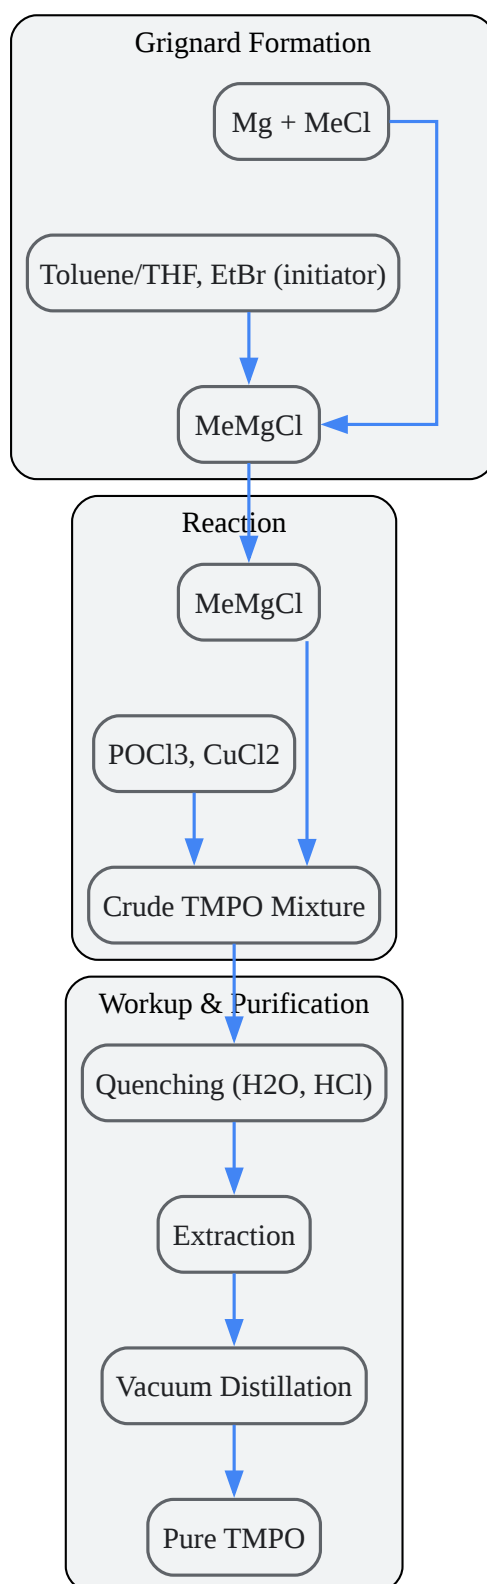 Grignard Formation
Mg + MeCl
Toluene/THF, EtBr (initiator)
MeMgCl
Reaction
MeMgCl
POCl3, CuCl2
Crude TMPO Mixture
Workup & Purification
Quenching (H2O, HCl)
Extraction
Vacuum Distillation
Pure TMPO